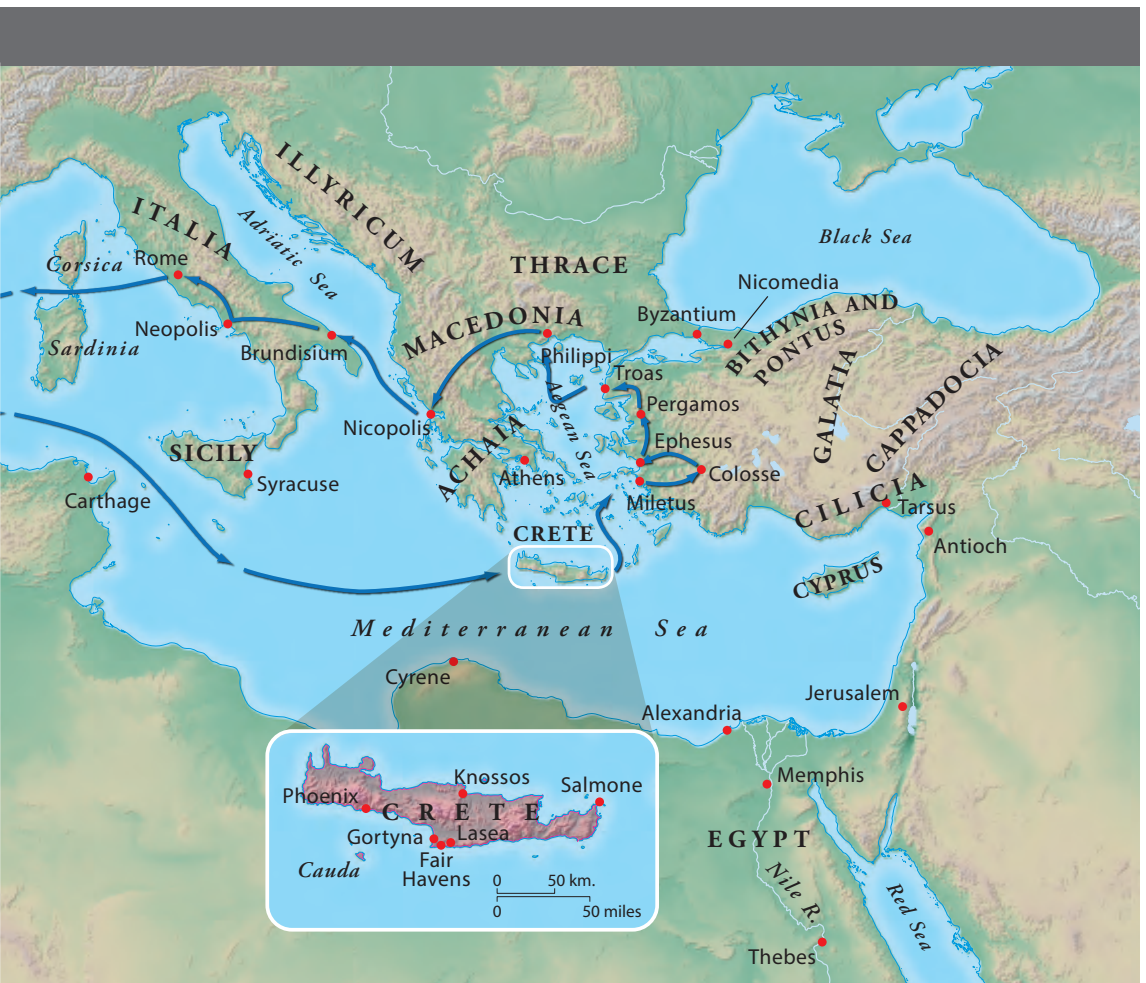 ILLYRICUM
ITALIA
Adriatic Sea
Black Sea
Corsica
Rome
THRACE
Nicomedia
Neopolis
Byzantium
BITHYNIA AND
PONTUS
MACEDONIA
Sardinia
Brundisium
Philippi
Troas
GALATIA
CAPPADOCIA
Aegean Sea
Pergamos
Nicopolis
ACHAIA
Ephesus
SICILY
Athens
Colosse
Syracuse
Carthage
Miletus
CILICIA
Tarsus
CRETE
Antioch
CYPRUS
Mediterranean Sea
Cyrene
Jerusalem
Alexandria
Memphis
Knossos
Salmone
Phoenix
CRETE
Gortyna
Lasea
Fair
Havens
Cauda
0 50 km.
0 50 miles
EGYPT
Nile R.
Red Sea
Thebes